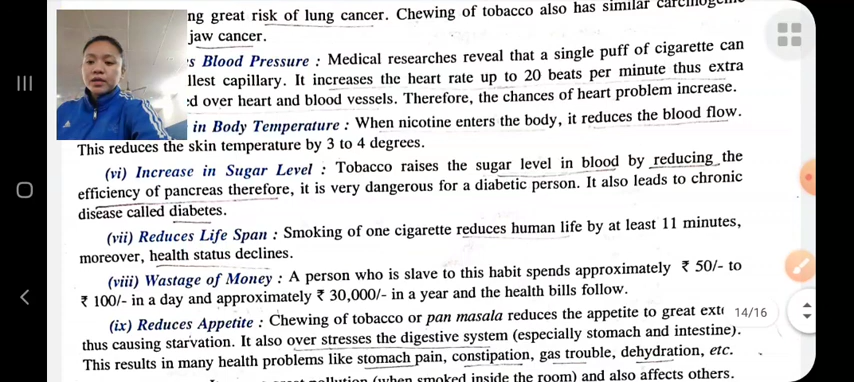 ng great risk of lung cancer. Chewing of tobacco also has similar
jaw cancer.
s Blood Pressure : Medical researches reveal that a single puff of cigarette can
llest capillary. It increases the heart rate up to 20 beats per minute thus extra
ed over heart and blood vessels. Therefore, the chances of heart problem increase.
in Body Temperature : When nicotine enters the body, it reduces the blood flow.
This reduces the skin temperature by 3 to 4 degrees.
(vi) Increase in Sugar Level : Tobacco raises the sugar level in blood by reducing the
efficiency of pancreas therefore, it is very dangerous for a diabetic person. It also leads to chronic
disease called diabetes.
(vii) Reduces Life Span : Smoking of one cigarette reduces human life by at least 11 minutes,
moreover, health status declines.
(viii) Wastage of Money : A person who is slave to this habit spends approximately ₹ 50/- to
₹ 100/- in a day and approximately ₹ 30,000/- in a year and the health bills follow.
(ix) Reduces Appetite : Chewing of tobacco or pan masala reduces the appetite to great exte
14/16
thus causing starvation. It also over stresses the digestive system (especially stomach and intestine).
This results in many health problems like stomach pain, constipation, gas trouble, dehydration, etc.
(when smoked inside the room) and also affects others.